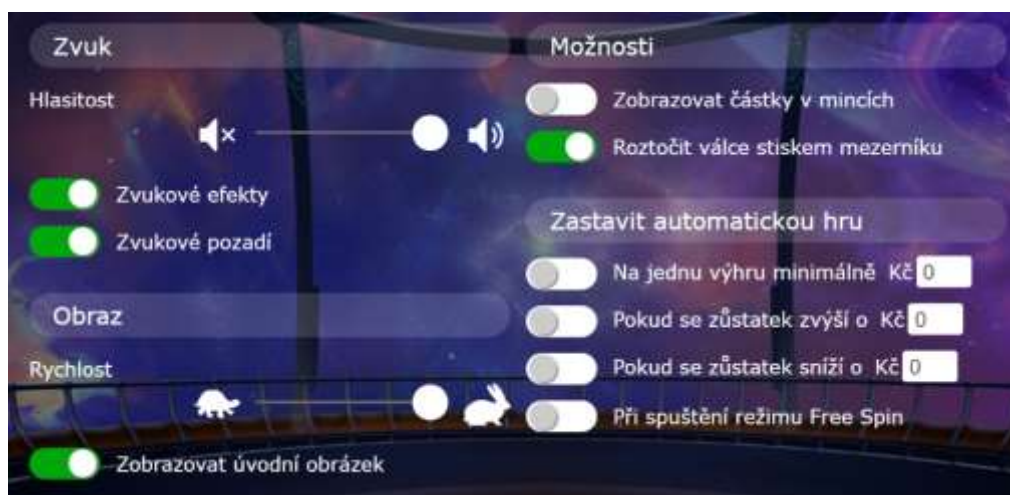 Zvuk
Hlasitost
Zvukové efekty
Zvukové pozadí
Obraz
Rychlost
Zobrazovat úvodní obrázek
Možnosti
Zobrazovat částky v mincích
Roztočit válce stiskem mezerníku
Zastavit automatickou hru
Na jednu výhru minimálně Kč 0
Pokud se zůstatek zvýší o Kč 0
Pokud se zůstatek sníží o Kč 0
Při spuštění režimu Free Spin